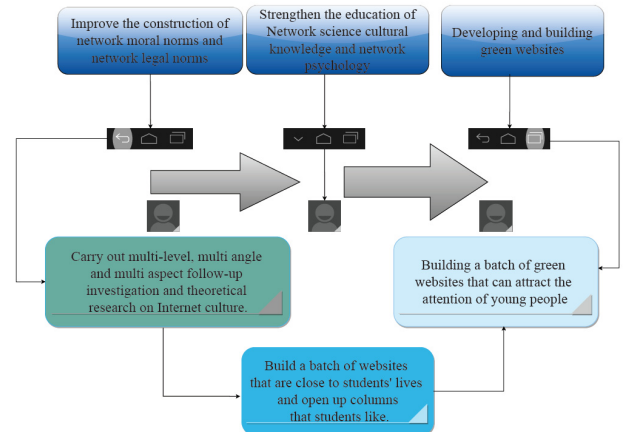 Improve the construction of
network moral norms and
network legal norms
Strengthen the education of
Network science cultural
knowledge and network
psychology
Developing and building
green websites
Carry out multi-level, multi angle
and multi aspect follow-up
investigation and theoretical
research on Internet culture.
Building a batch of green
websites that can attract the
attention of young people
Build a batch of websites
that are close to students' lives
and open up columns
that students like.